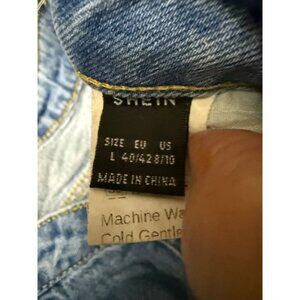 SHEIN
SIZE EU US
L 40/42 8/10
MADE IN CHINA
Machine Wa
Cold Gentle